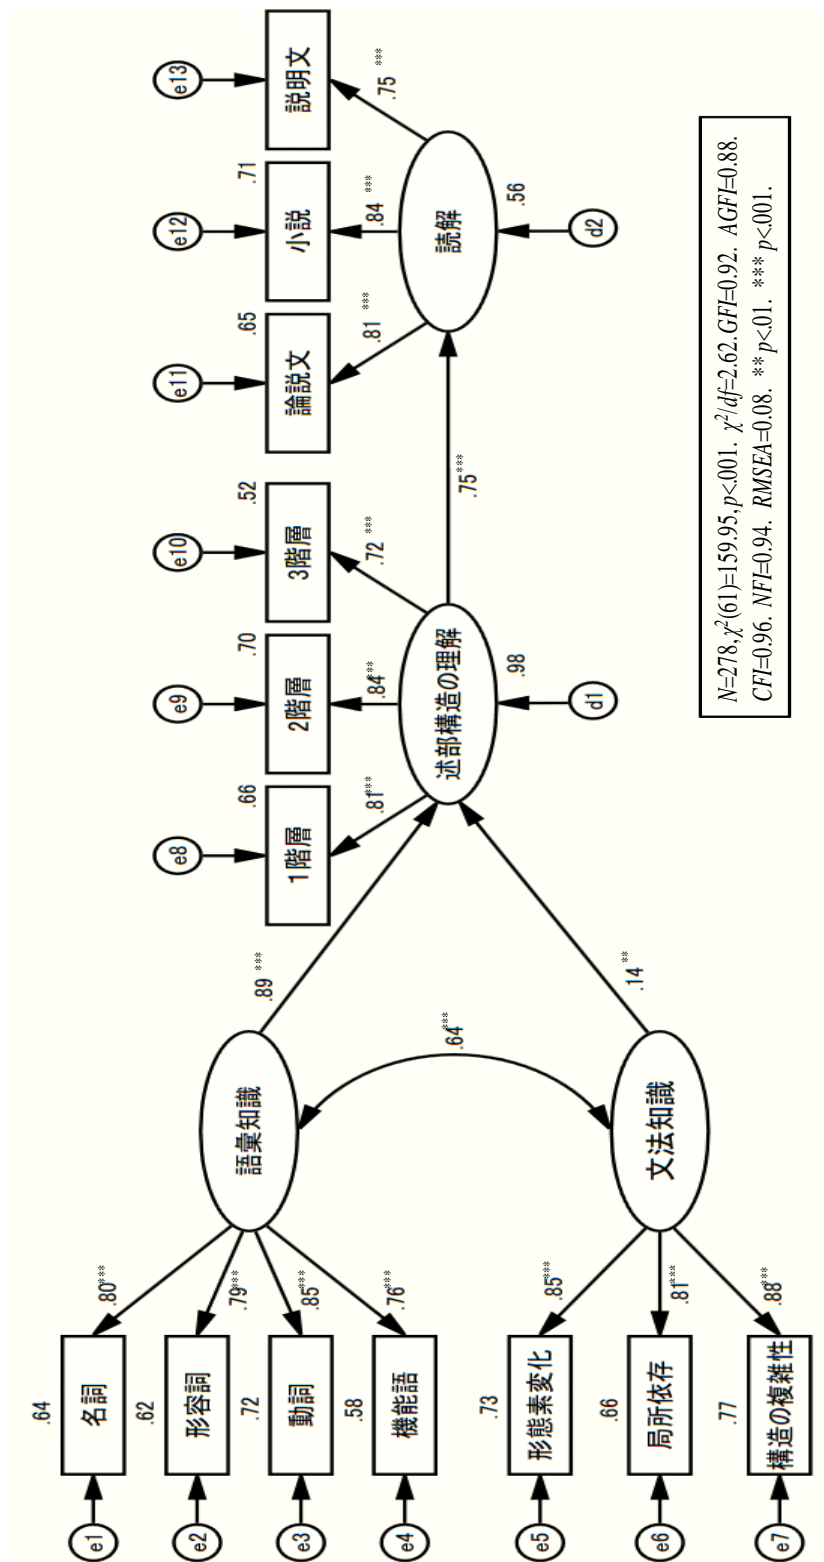 e1
.64
名詞
.80***
e2
.62
形容詞
.79***
e3
.72
動詞
.85***
e4
.58
機能語
.76***
語彙知識
e5
.73
形態素変化
.85***
e6
.66
局所依存
.81***
e7
.77
構造の複雑性
.88***
文法知識
.64***
.89***
.14**
e8
.66
1階層
.81***
e9
.70
2階層
.84***
e10
.52
3階層
.72***
述部構造の理解
.98
d1
.75***
e11
.65
論説文
.81***
e12
.71
小説
.84***
e13
説明文
.75***
読解
.56
d2
N=278, χ²(61)=159.95, p<.001. χ²/df=2.62. GFI=0.92. AGFI=0.88.
CFI=0.96. NFI=0.94. RMSEA=0.08. **p<.01. ***p<.001.